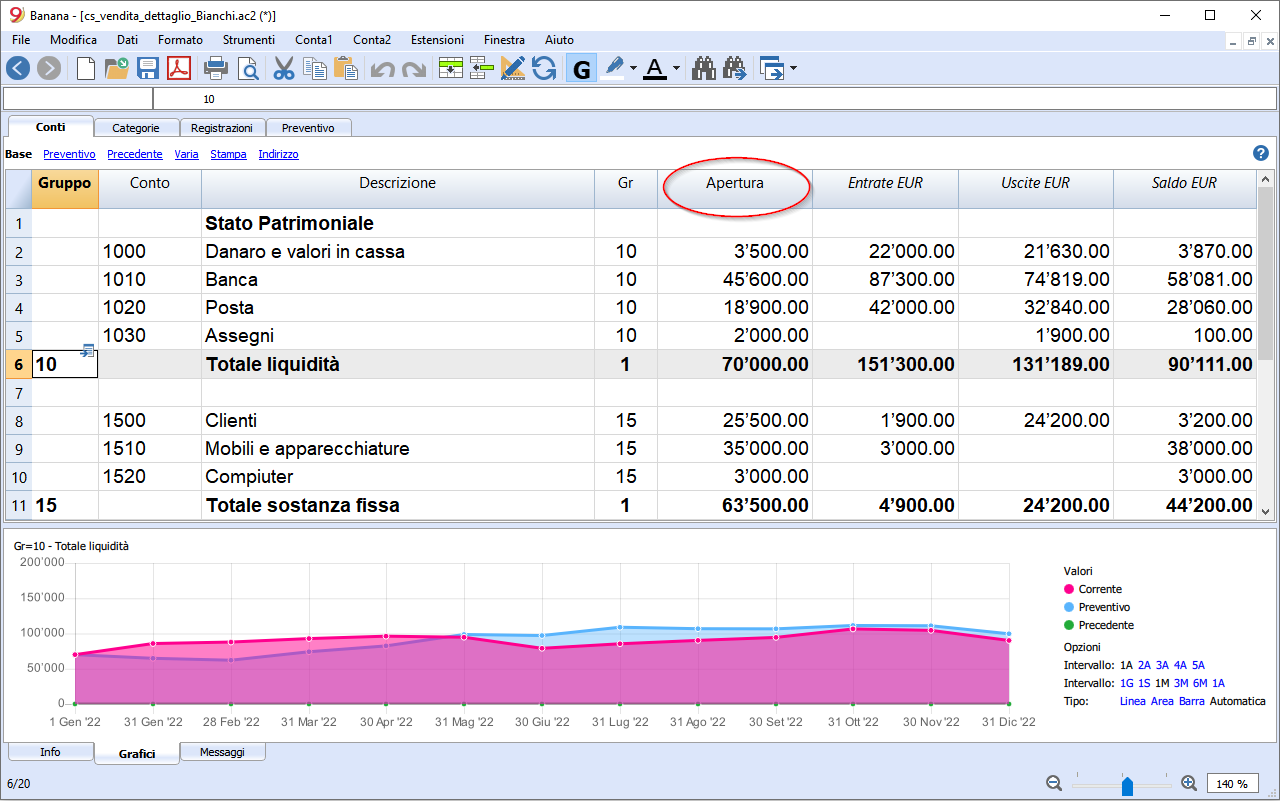 Banana - [cs_vendita_dettaglio_Bianchi.ac2 (*)]
File Modifica Dati Formato Strumenti Conta1 Conta2 Estensioni Finestra Aiuto
G A
10
Conti Categorie Registrazioni Preventivo
Base Preventivo Precedente Varia Stampa Indirizzo ?
Gruppo Conto Descrizione Gr Apertura Entrate EUR Uscite EUR Saldo EUR
1 Stato Patrimoniale
2 1000 Danaro e valori in cassa 10 3’500.00 22’000.00 21’630.00 3’870.00
3 1010 Banca 10 45’600.00 87’300.00 74’819.00 58’081.00
4 1020 Posta 10 18’900.00 42’000.00 32’840.00 28’060.00
5 1030 Assegni 10 2’000.00 1’900.00 100.00
6 10 Totale liquidità 1 70’000.00 151’300.00 131’189.00 90’111.00
7
8 1500 Clienti 15 25’500.00 1’900.00 24’200.00 3’200.00
9 1510 Mobili e apparecchiature 15 35’000.00 3’000.00 38’000.00
10 1520 Compiuter 15 3’000.00 3’000.00
11 15 Totale sostanza fissa 1 63’500.00 4’900.00 24’200.00 44’200.00
Gr=10 - Totale liquidità
200’000
150’000
100’000
50’000
0
1 Gen '22 31 Gen '22 28 Feb '22 31 Mar '22 30 Apr '22 31 Mag '22 30 Giu '22 31 Lug '22 31 Ago '22 30 Set '22 31 Ott '22 30 Nov '22 31 Dic '22
Valori
Corrente
Preventivo
Precedente
Opzioni
Intervallo: 1A 2A 3A 4A 5A
Intervallo: 1G 1S 1M 3M 6M 1A
Tipo: Linea Area Barra Automatica
Info Grafici Messaggi
6/20 140 %